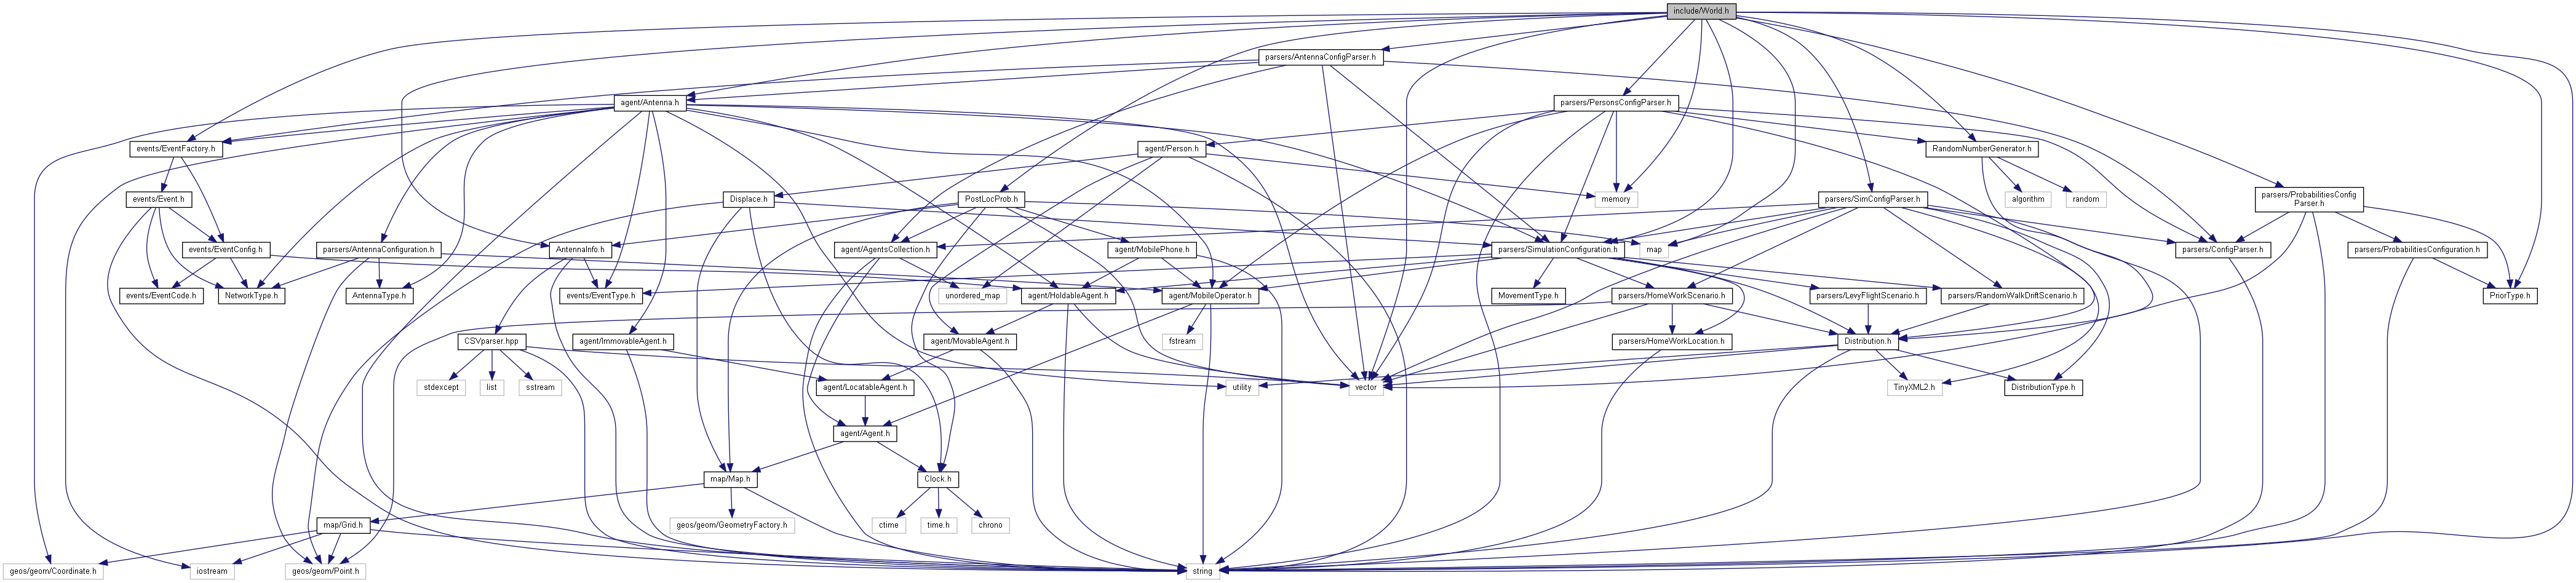 include/World.h
parsers/AntennaConfigParser.h
agent/Antenna.h
parsers/PersonsConfigParser.h
events/EventFactory.h
agent/Person.h
RandomNumberGenerator.h
events/Event.h
Displace.h
PostLocProb.h
memory
parsers/SimConfigParser.h
algorithm
random
parsers/ProbabilitiesConfig
Parser.h
events/EventConfig.h
parsers/AntennaConfiguration.h
AntennaInfo.h
agent/AgentsCollection.h
agent/MobilePhone.h
parsers/SimulationConfiguration.h
map
parsers/ConfigParser.h
parsers/ProbabilitiesConfiguration.h
events/EventCode.h
NetworkType.h
AntennaType.h
events/EventType.h
unordered_map
agent/HoldableAgent.h
agent/MobileOperator.h
MovementType.h
parsers/HomeWorkScenario.h
parsers/LevyFlightScenario.h
parsers/RandomWalkDriftScenario.h
PriorType.h
CSVparser.hpp
agent/ImmovableAgent.h
agent/MovableAgent.h
fstream
parsers/HomeWorkLocation.h
Distribution.h
stdexcept
list
sstream
agent/LocatableAgent.h
utility
vector
TinyXML2.h
DistributionType.h
agent/Agent.h
map/Map.h
Clock.h
map/Grid.h
geos/geom/GeometryFactory.h
ctime
time.h
chrono
geos/geom/Coordinate.h
iostream
geos/geom/Point.h
string